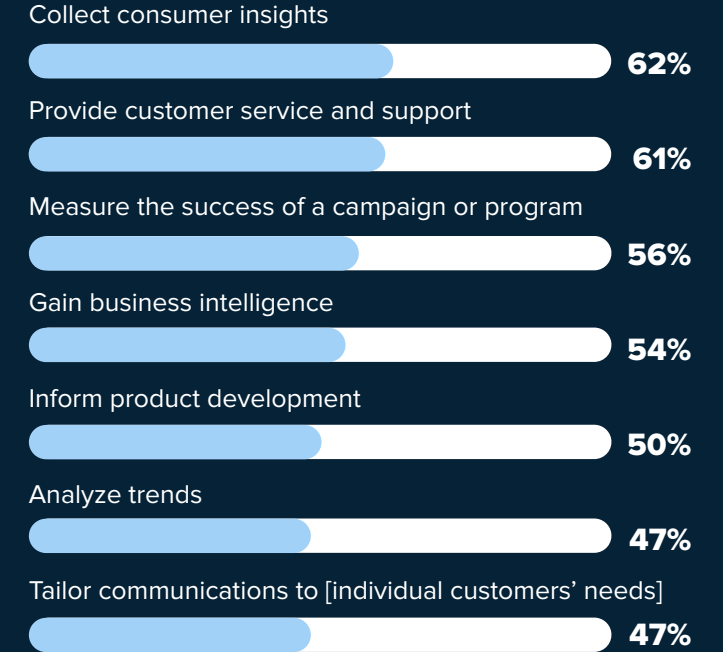 Collect consumer insights
62%
Provide customer service and support
61%
Measure the success of a campaign or program
56%
Gain business intelligence
54%
Inform product development
50%
Analyze trends
47%
Tailor communications to [individual customers’ needs]
47%